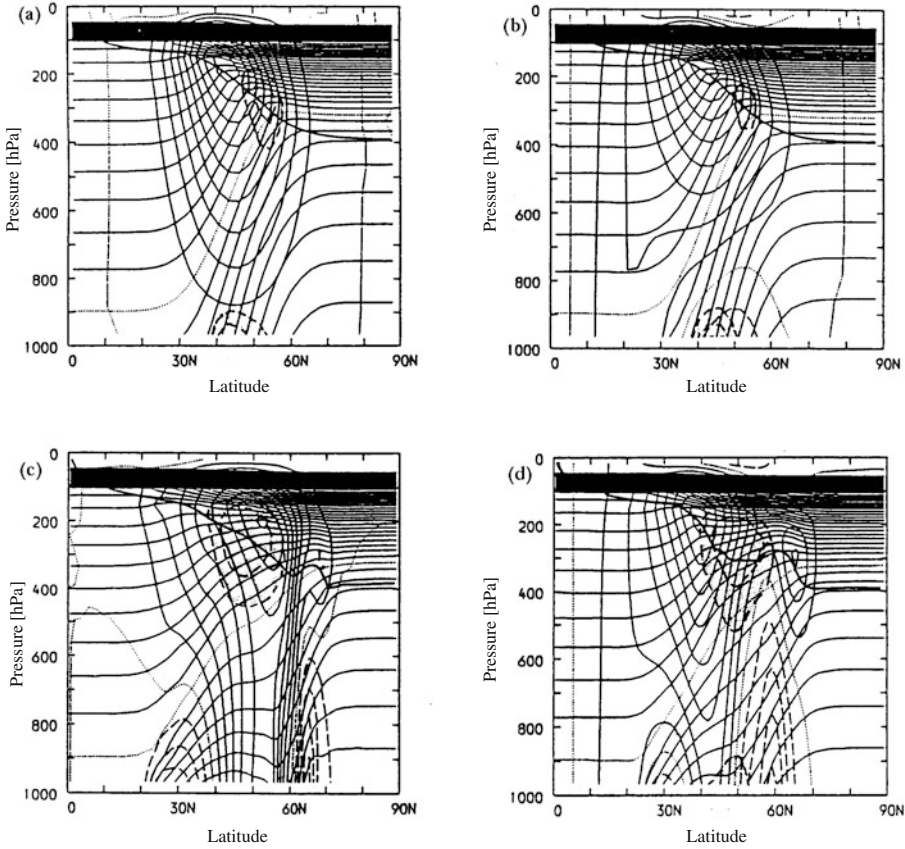 (a)
0
200
400
600
800
1000
Pressure [hPa]
0
30N
60N
90N
Latitude
(b)
0
200
400
600
800
1000
Pressure [hPa]
0
30N
60N
90N
Latitude
(c)
0
200
400
600
800
1000
Pressure [hPa]
0
30N
60N
90N
Latitude
(d)
0
200
400
600
800
1000
Pressure [hPa]
0
30N
60N
90N
Latitude